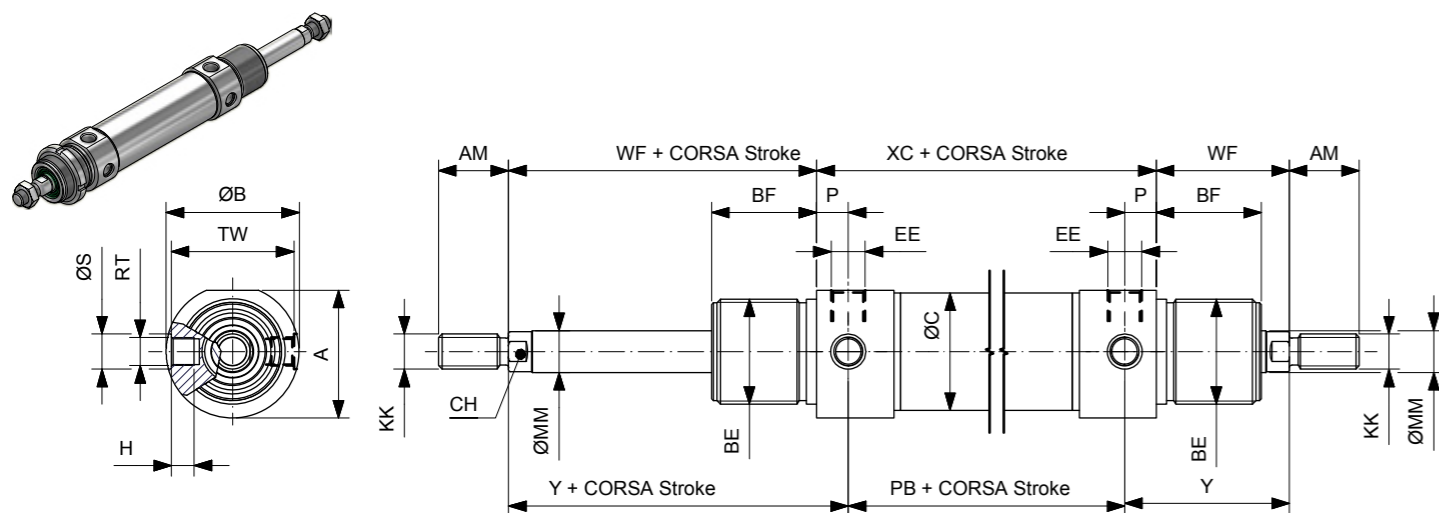 AM
WF + CORSA Stroke
XC + CORSA Stroke
WF
AM
ØB
BF
P
P
BF
TW
EE
EE
ØS
RT
A
ØC
KK
CH
ØMM
BE
BE
KK
ØMM
H
Y + CORSA Stroke
PB + CORSA Stroke
Y